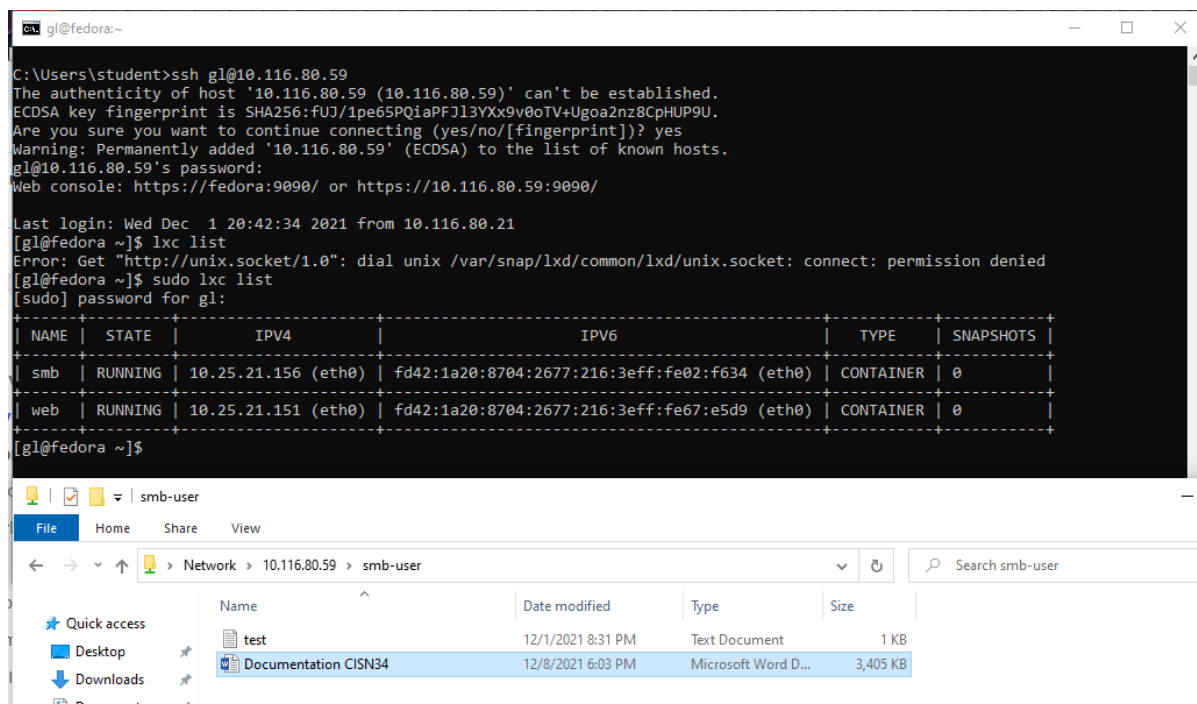 gl@fedora:~
C:\Users\student>ssh gl@10.116.80.59
The authenticity of host '10.116.80.59 (10.116.80.59)' can't be established.
ECDSA key fingerprint is SHA256:fUJ/1pe65PQiaPFJl3YXx9v0oTV+Ugoa2nz8CpHUP9U.
Are you sure you want to continue connecting (yes/no/[fingerprint])? yes
Warning: Permanently added '10.116.80.59' (ECDSA) to the list of known hosts.
gl@10.116.80.59's password:
Web console: https://fedora:9090/ or https://10.116.80.59:9090/
Last login: Wed Dec  1 20:42:34 2021 from 10.116.80.21
[gl@fedora ~]$ lxc list
Error: Get "http://unix.socket/1.0": dial unix /var/snap/lxd/common/lxd/unix.socket: connect: permission denied
[gl@fedora ~]$ sudo lxc list
[sudo] password for gl:
| NAME | STATE | IPV4 | IPV6 | TYPE | SNAPSHOTS |
| smb | RUNNING | 10.25.21.156 (eth0) | fd42:1a20:8704:2677:216:3eff:fe02:f634 (eth0) | CONTAINER | 0 |
| web | RUNNING | 10.25.21.151 (eth0) | fd42:1a20:8704:2677:216:3eff:fe67:e5d9 (eth0) | CONTAINER | 0 |
[gl@fedora ~]$
smb-user
File Home Share View
Network > 10.116.80.59 > smb-user Search smb-user
Name Date modified Type Size
Quick access
test 12/1/2021 8:31 PM Text Document 1 KB
Desktop
Documentation CISN34 12/8/2021 6:03 PM Microsoft Word D... 3,405 KB
Downloads